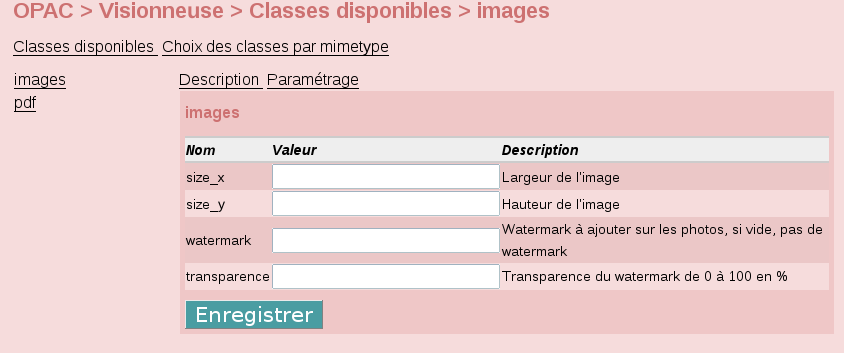 OPAC > Visionneuse > Classes disponibles > images
Classes disponibles Choix des classes par mimetype
images
pdf
Description Paramétrage
images
Nom Valeur Description
size_x Largeur de l'image
size_y Hauteur de l'image
watermark Watermark à ajouter sur les photos, si vide, pas de
watermark
transparence Transparence du watermark de 0 à 100 en %
Enregistrer